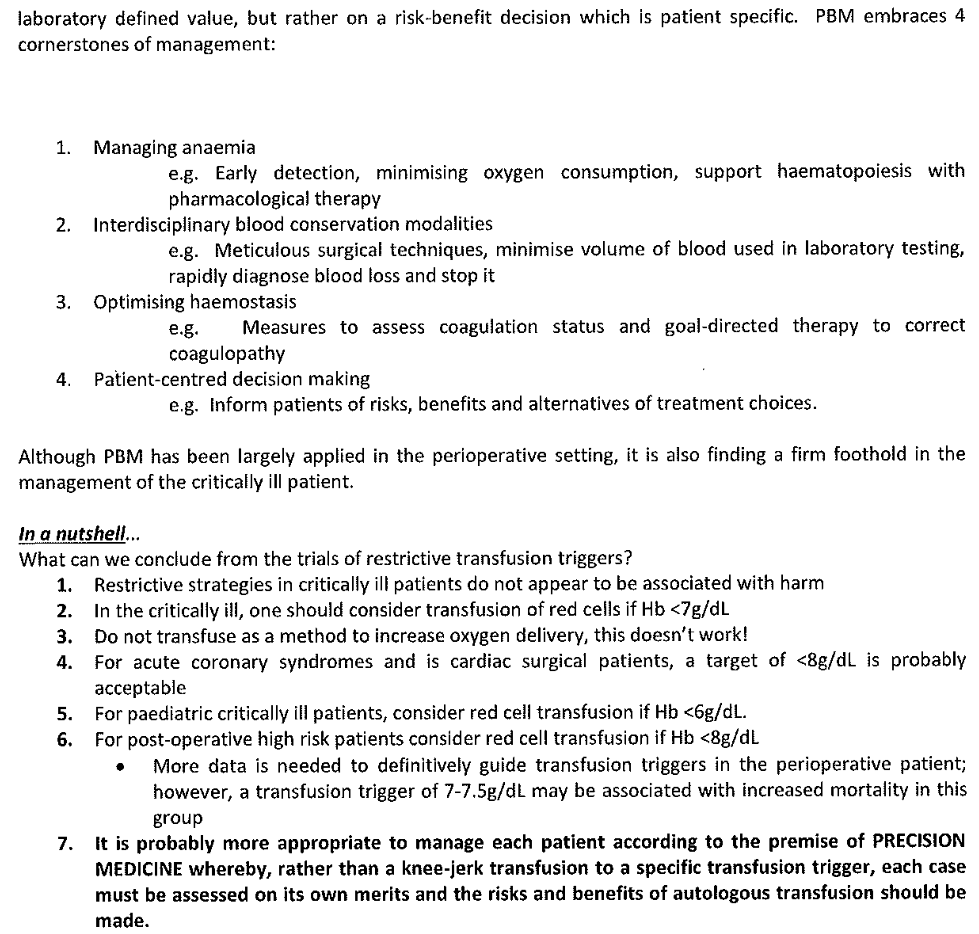 laboratory defined value, but rather on a risk-benefit decision which is patient specific. PBM embraces 4
cornerstones of management:
1. Managing anaemia
e.g. Early detection, minimising oxygen consumption, support haematopoiesis with
pharmacological therapy
2. Interdisciplinary blood conservation modalities
e.g. Meticulous surgical techniques, minimise volume of blood used in laboratory testing,
rapidly diagnose blood loss and stop it
3. Optimising haemostasis
e.g. Measures to assess coagulation status and goal-directed therapy to correct
coagulopathy
4. Patient-centred decision making
e.g. Inform patients of risks, benefits and alternatives of treatment choices.
Although PBM has been largely applied in the perioperative setting, it is also finding a firm foothold in the
management of the critically ill patient.
In a nutshell...
What can we conclude from the trials of restrictive transfusion triggers?
1. Restrictive strategies in critically ill patients do not appear to be associated with harm
2. In the critically ill, one should consider transfusion of red cells if Hb <7g/dL
3. Do not transfuse as a method to increase oxygen delivery, this doesn't work!
4. For acute coronary syndromes and is cardiac surgical patients, a target of <8g/dL is probably
acceptable
5. For paediatric critically ill patients, consider red cell transfusion if Hb <6g/dL.
6. For post-operative high risk patients consider red cell transfusion if Hb <8g/dL
• More data is needed to definitively guide transfusion triggers in the perioperative patient;
however, a transfusion trigger of 7-7.5g/dL may be associated with increased mortality in this
group
7. It is probably more appropriate to manage each patient according to the premise of PRECISION
MEDICINE whereby, rather than a knee-jerk transfusion to a specific transfusion trigger, each case
must be assessed on its own merits and the risks and benefits of autologous transfusion should be
made.